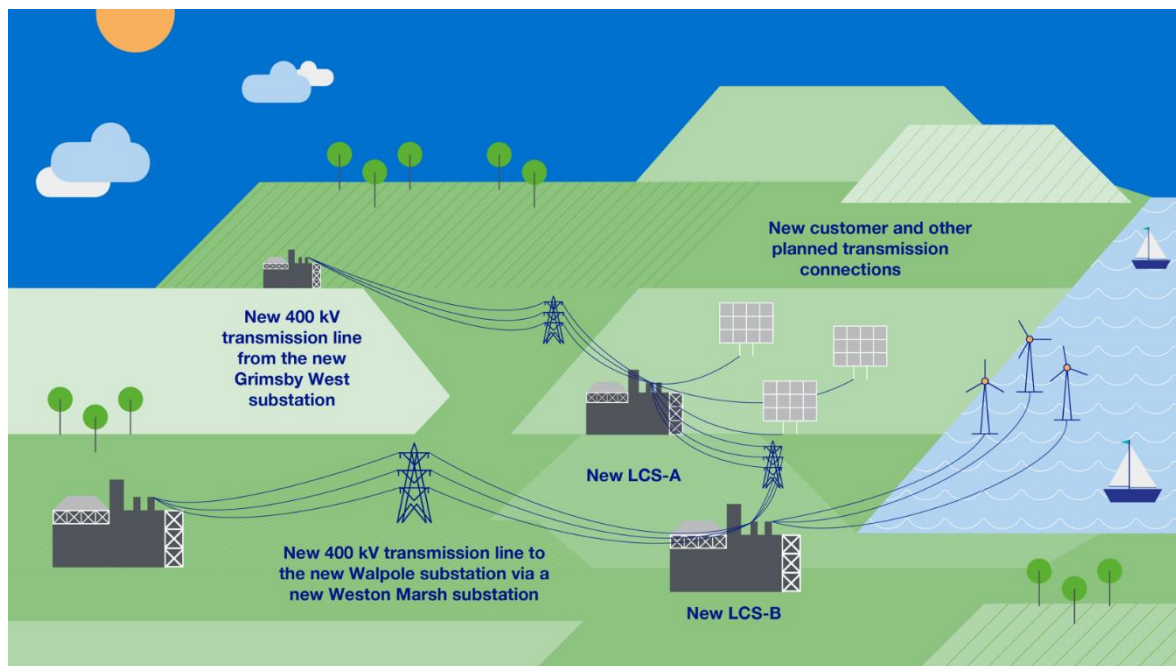 New customer and other
planned transmission
connections
New 400 kV
transmission line
from the new
Grimsby West
substation
New LCS-A
New 400 kV transmission line to
the new Walpole substation via a
new Weston Marsh substation
New LCS-B